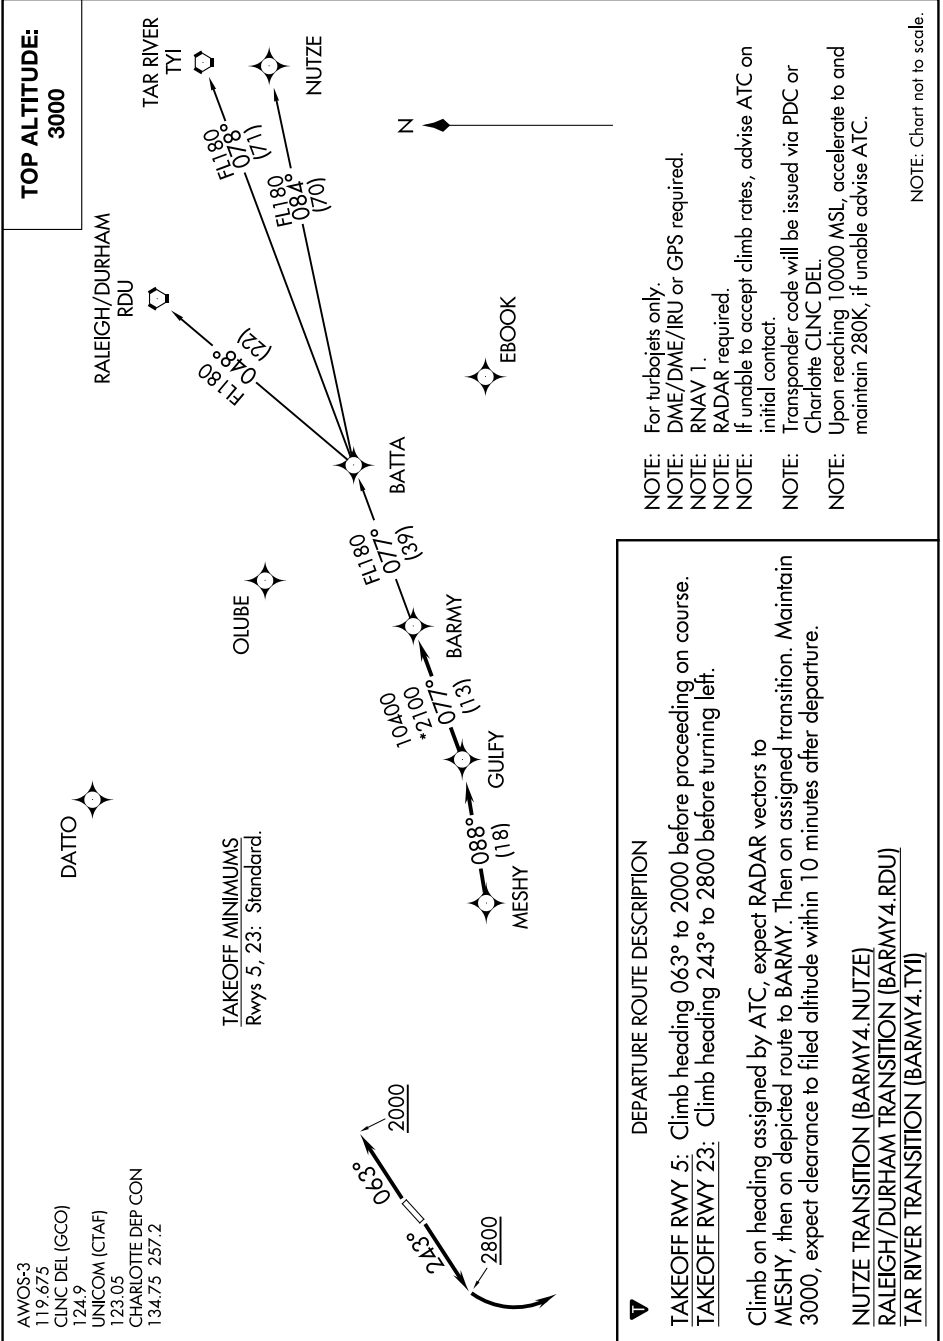 TOP ALTITUDE:
3000
AWOS-3
119.675
CLNC DEL (GCO)
124.9
UNICOM (CTAF)
123.05
CHARLOTTE DEP CON
134.75 257.2
TAKEOFF MINIMUMS
Rwys 5, 23: Standard.
DATTO
OLUBE
RALEIGH/DURHAM
RDU
TAR RIVER
TYI
NUTZE
FL180
048°
(22)
FL180
078°
(71)
FL180
084°
(70)
N
BATTA
EBOOK
FL180
077°
(39)
BARMY
10400
*2100
077°
(13)
GULFY
088°
(18)
MESHY
063°
2000
243°
2800
NOTE: For turbojets only.
NOTE: DME/DME/IRU or GPS required.
NOTE: RNAV 1.
NOTE: RADAR required.
NOTE: If unable to accept climb rates, advise ATC on
initial contact.
NOTE: Transponder code will be issued via PDC or
Charlotte CLNC DEL.
NOTE: Upon reaching 10000 MSL, accelerate to and
maintain 280K, if unable advise ATC.
NOTE: Chart not to scale.
T
DEPARTURE ROUTE DESCRIPTION
TAKEOFF RWY 5: Climb heading 063° to 2000 before proceeding on course.
TAKEOFF RWY 23: Climb heading 243° to 2800 before turning left.
Climb on heading assigned by ATC, expect RADAR vectors to
MESHY, then on depicted route to BARMY. Then on assigned transition. Maintain
3000, expect clearance to filed altitude within 10 minutes after departure.
NUTZE TRANSITION (BARMY4.NUTZE)
RALEIGH/DURHAM TRANSITION (BARMY4.RDU)
TAR RIVER TRANSITION (BARMY4.TYI)